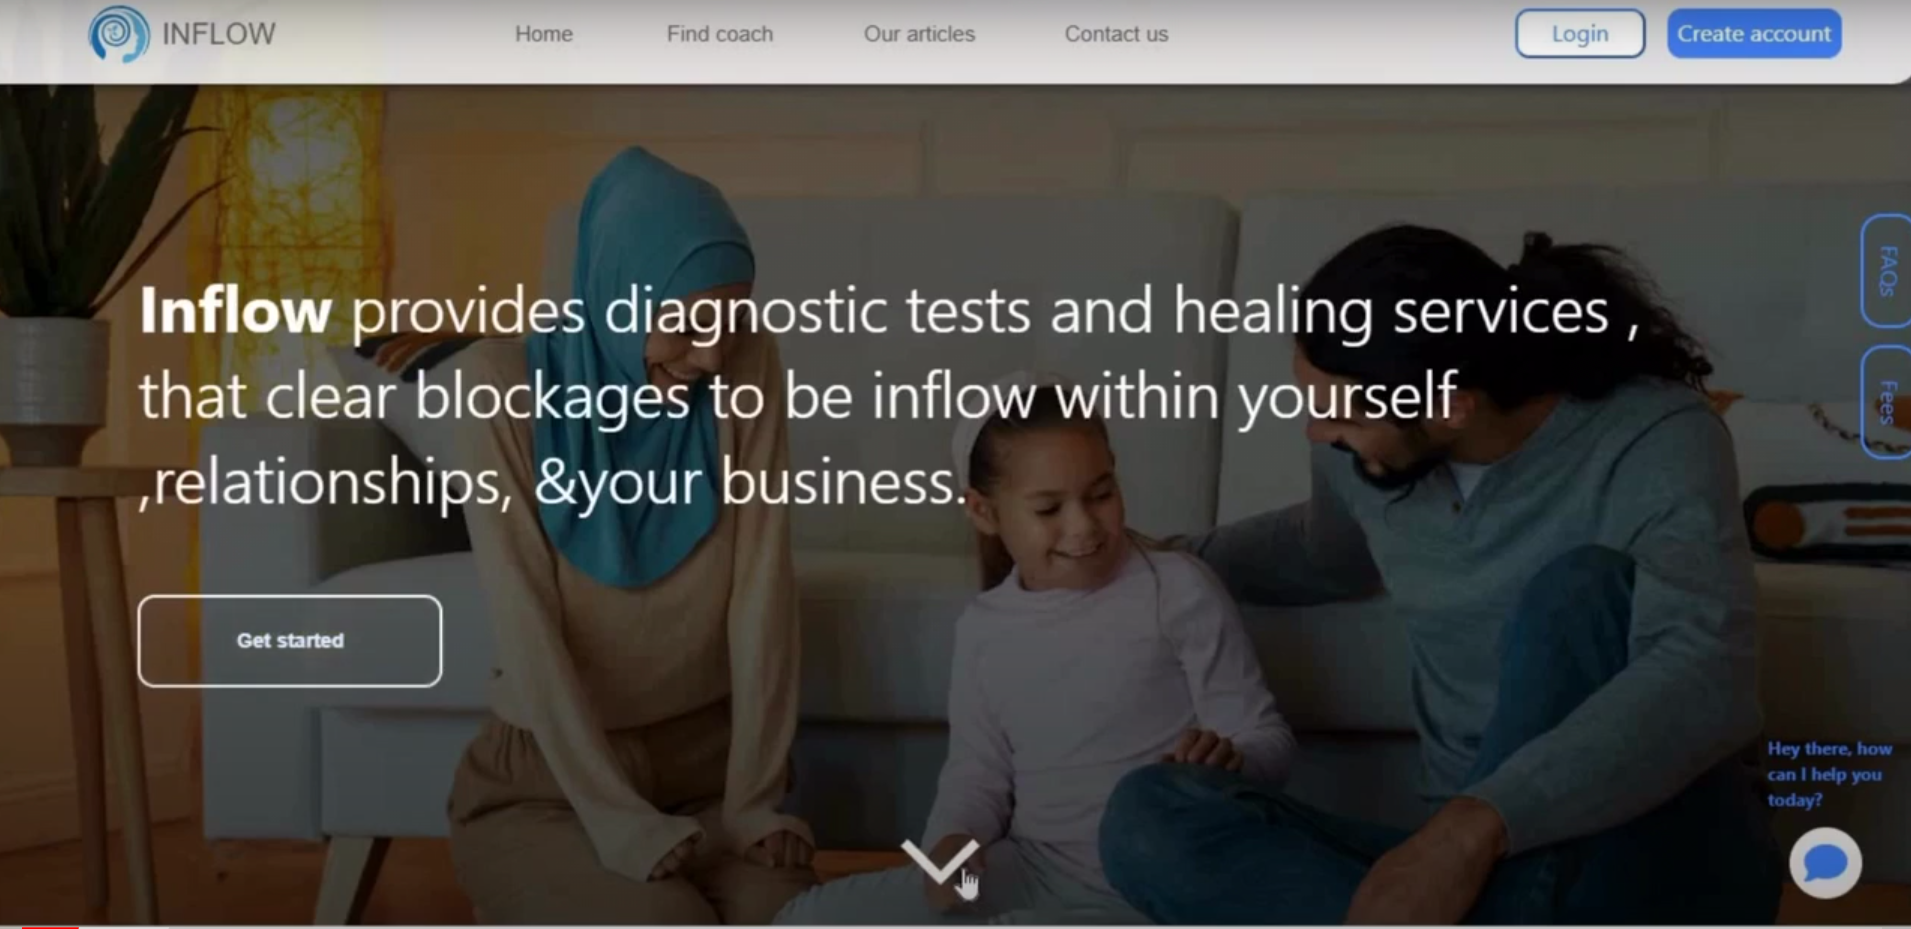 INFLOW
Home
Find coach
Our articles
Contact us
Login
Create account
Inflow provides diagnostic tests and healing services ,
that clear blockages to be inflow within yourself
,relationships, &your business.
Get started
FAQs
Fees
Hey there, how
can I help you
today?